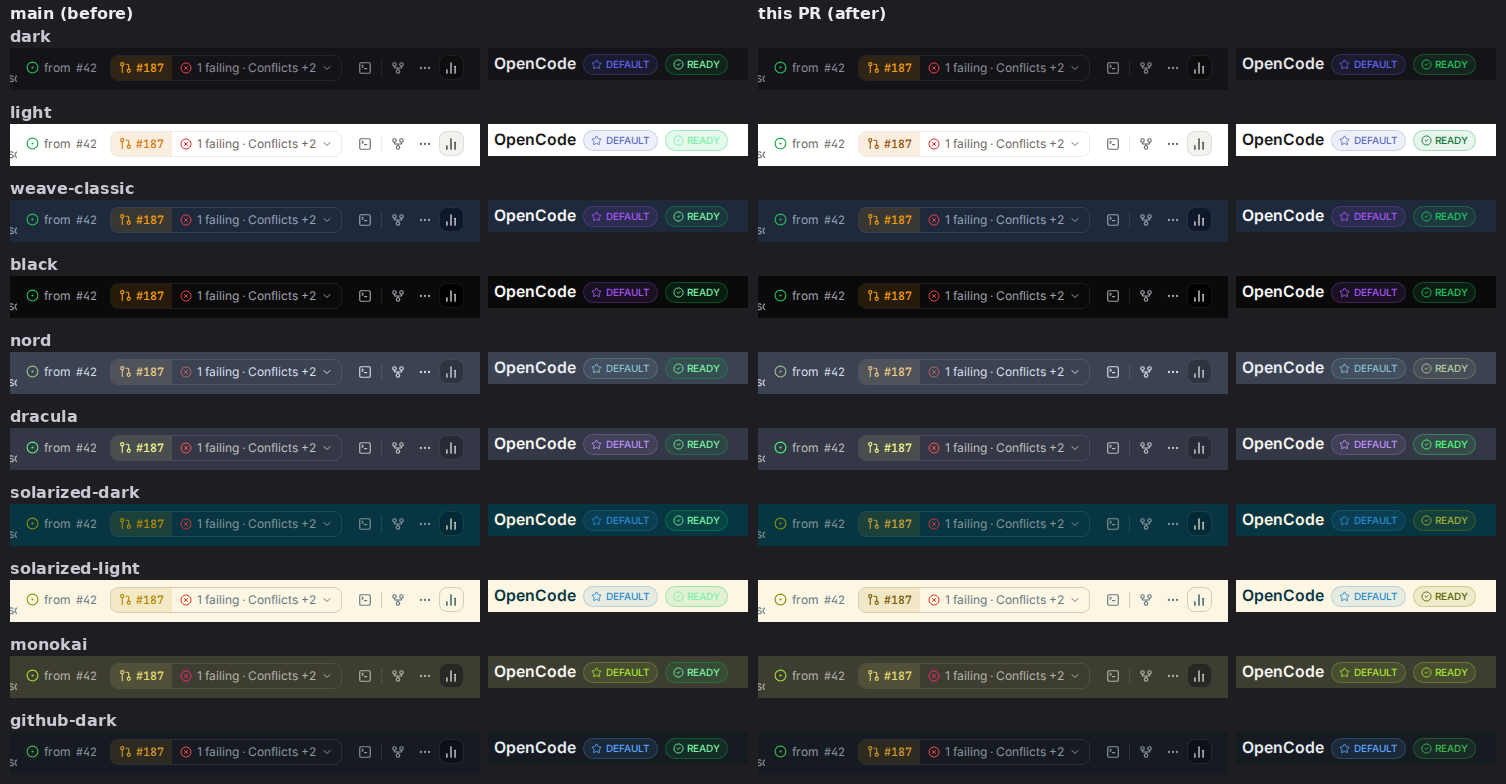 main (before) this PR (after)
dark
from #42 #187 1 failing · Conflicts +2 OpenCode DEFAULT READY from #42 #187 1 failing · Conflicts +2 OpenCode DEFAULT READY
light
from #42 #187 1 failing · Conflicts +2 OpenCode DEFAULT READY from #42 #187 1 failing · Conflicts +2 OpenCode DEFAULT READY
weave-classic
from #42 #187 1 failing · Conflicts +2 OpenCode DEFAULT READY from #42 #187 1 failing · Conflicts +2 OpenCode DEFAULT READY
black
from #42 #187 1 failing · Conflicts +2 OpenCode DEFAULT READY from #42 #187 1 failing · Conflicts +2 OpenCode DEFAULT READY
nord
from #42 #187 1 failing · Conflicts +2 OpenCode DEFAULT READY from #42 #187 1 failing · Conflicts +2 OpenCode DEFAULT READY
dracula
from #42 #187 1 failing · Conflicts +2 OpenCode DEFAULT READY from #42 #187 1 failing · Conflicts +2 OpenCode DEFAULT READY
solarized-dark
from #42 #187 1 failing · Conflicts +2 OpenCode DEFAULT READY from #42 #187 1 failing · Conflicts +2 OpenCode DEFAULT READY
solarized-light
from #42 #187 1 failing · Conflicts +2 OpenCode DEFAULT READY from #42 #187 1 failing · Conflicts +2 OpenCode DEFAULT READY
monokai
from #42 #187 1 failing · Conflicts +2 OpenCode DEFAULT READY from #42 #187 1 failing · Conflicts +2 OpenCode DEFAULT READY
github-dark
from #42 #187 1 failing · Conflicts +2 OpenCode DEFAULT READY from #42 #187 1 failing · Conflicts +2 OpenCode DEFAULT READY